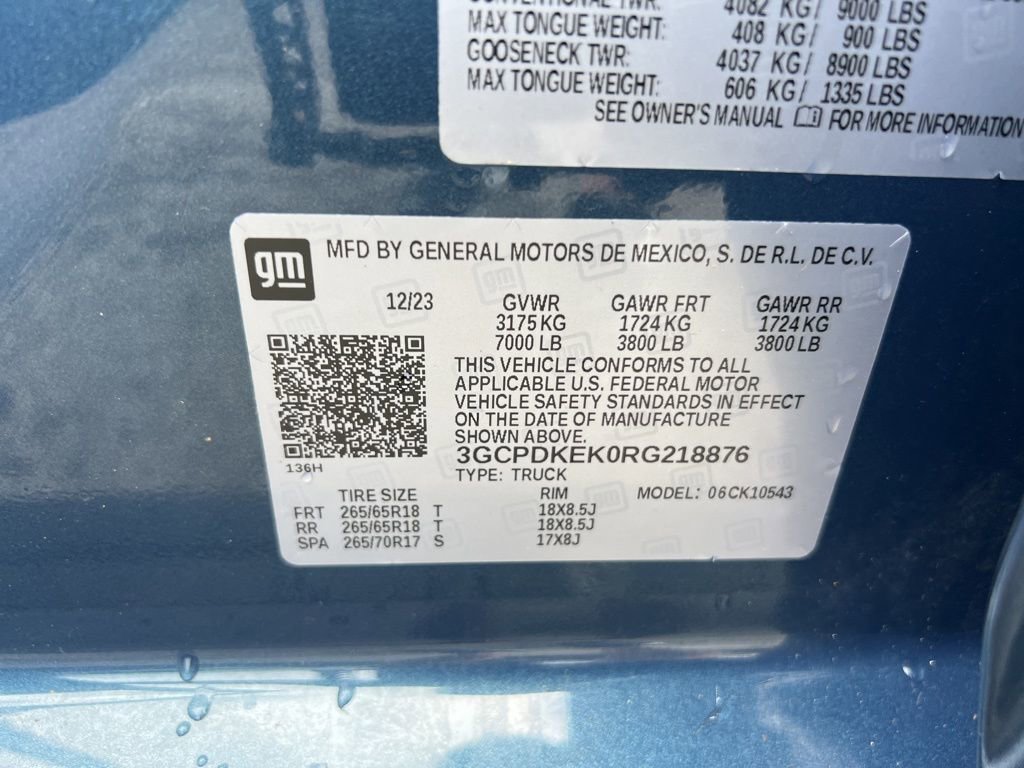 CONVENTIONAL TWR: 4082 KG/ 9000 LBS
MAX TONGUE WEIGHT: 408 KG/ 900 LBS
GOOSENECK TWR: 4037 KG/ 8900 LBS
MAX TONGUE WEIGHT: 606 KG/ 1335 LBS
SEE OWNER'S MANUAL FOR MORE INFORMATION
gm
MFD BY GENERAL MOTORS DE MEXICO, S. DE R.L. DE C.V.
12/23 GVWR GAWR FRT GAWR RR
3175 KG 1724 KG 1724 KG
7000 LB 3800 LB 3800 LB
THIS VEHICLE CONFORMS TO ALL
APPLICABLE U.S. FEDERAL MOTOR
VEHICLE SAFETY STANDARDS IN EFFECT
ON THE DATE OF MANUFACTURE
SHOWN ABOVE.
3GCPDKEK0RG218876
136H
TYPE: TRUCK
TIRE SIZE RIM MODEL: 06CK10543
FRT 265/65R18 T 18X8.5J
RR 265/65R18 T 18X8.5J
SPA 265/70R17 S 17X8J